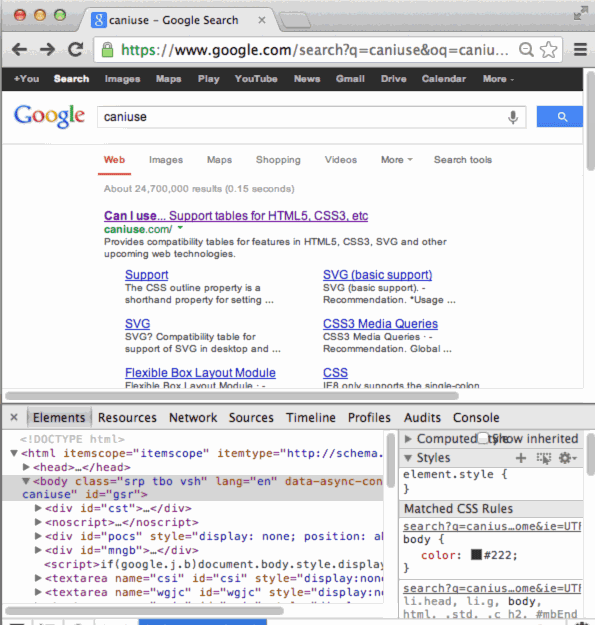 caniuse - Google Search
https://www.google.com/search?q=caniuse&oq=caniu...
+You Search Images Maps Play YouTube News Gmail Drive Calendar More
Google caniuse
Web Images Maps Shopping Videos More Search tools
About 24,700,000 results (0.15 seconds)
Can I use... Support tables for HTML5, CSS3, etc
caniuse.com/
Provides compatibility tables for features in HTML5, CSS3, SVG and other
upcoming web technologies.
Support
The CSS outline property is a
shorthand property for setting ...
SVG (basic support)
SVG (basic support). -
Recommendation. *Usage ...
SVG
SVG? Compatibility table for
support of SVG in desktop and ...
CSS3 Media Queries
CSS3 Media Queries · -
Recommendation. Global ...
Flexible Box Layout Module
Flexible Box Layout Module · -
CSS
IE8 only supports the single-colon
Elements Resources Network Sources Timeline Profiles Audits Console
<!DOCTYPE html>
<html itemscope="itemscope" itemtype="http://schema.
<head>…</head>
<body class="srp tbo vsh" lang="en" data-async-con
caniuse" id="gsr">
<div id="cst">…</div>
<noscript>…</noscript>
<div id="pocs" style="display: none; position: ab
<div id="mngb">…</div>
<script>if(google.j.b)document.body.style.display
<textarea name="csi" id="csi" style="display:none
<textarea name="wgjc" id="wgjc" style="display:no
Computed Style Show inherited
Styles
element.style {
}
Matched CSS Rules
search?q=canius…ome&ie=UTF
body {
color: #222;
}
search?q=canius…ome&ie=UTF
li.head, li.g, body,
html, .std, .c h2, #mbEnd